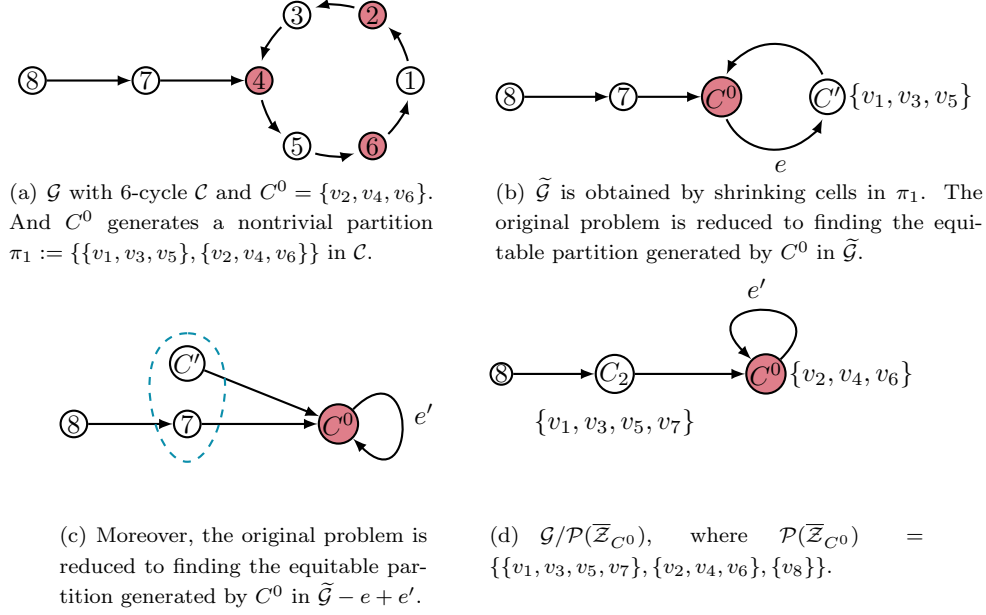 3
2
8
7
4
1
5
6
8
7
C⁰
C′ {v₁, v₃, v₅}
e
(a) 𝒢 with 6-cycle 𝒞 and C⁰ = {v₂, v₄, v₆}.
And C⁰ generates a nontrivial partition
π₁ := {{v₁, v₃, v₅}, {v₂, v₄, v₆}} in 𝒞.
(b) 𝒢̃ is obtained by shrinking cells in π₁. The
original problem is reduced to finding the equi-
table partition generated by C⁰ in 𝒢̃.
C′
8
7
C⁰
e′
e′
8
C₂
C⁰ {v₂, v₄, v₆}
{v₁, v₃, v₅, v₇}
(c) Moreover, the original problem is
reduced to finding the equitable par-
tition generated by C⁰ in 𝒢̃ − e + e′.
(d) 𝒢/𝒫(𝒵̅_{C⁰}), where 𝒫(𝒵̅_{C⁰}) =
{{v₁, v₃, v₅, v₇}, {v₂, v₄, v₆}, {v₈}}.